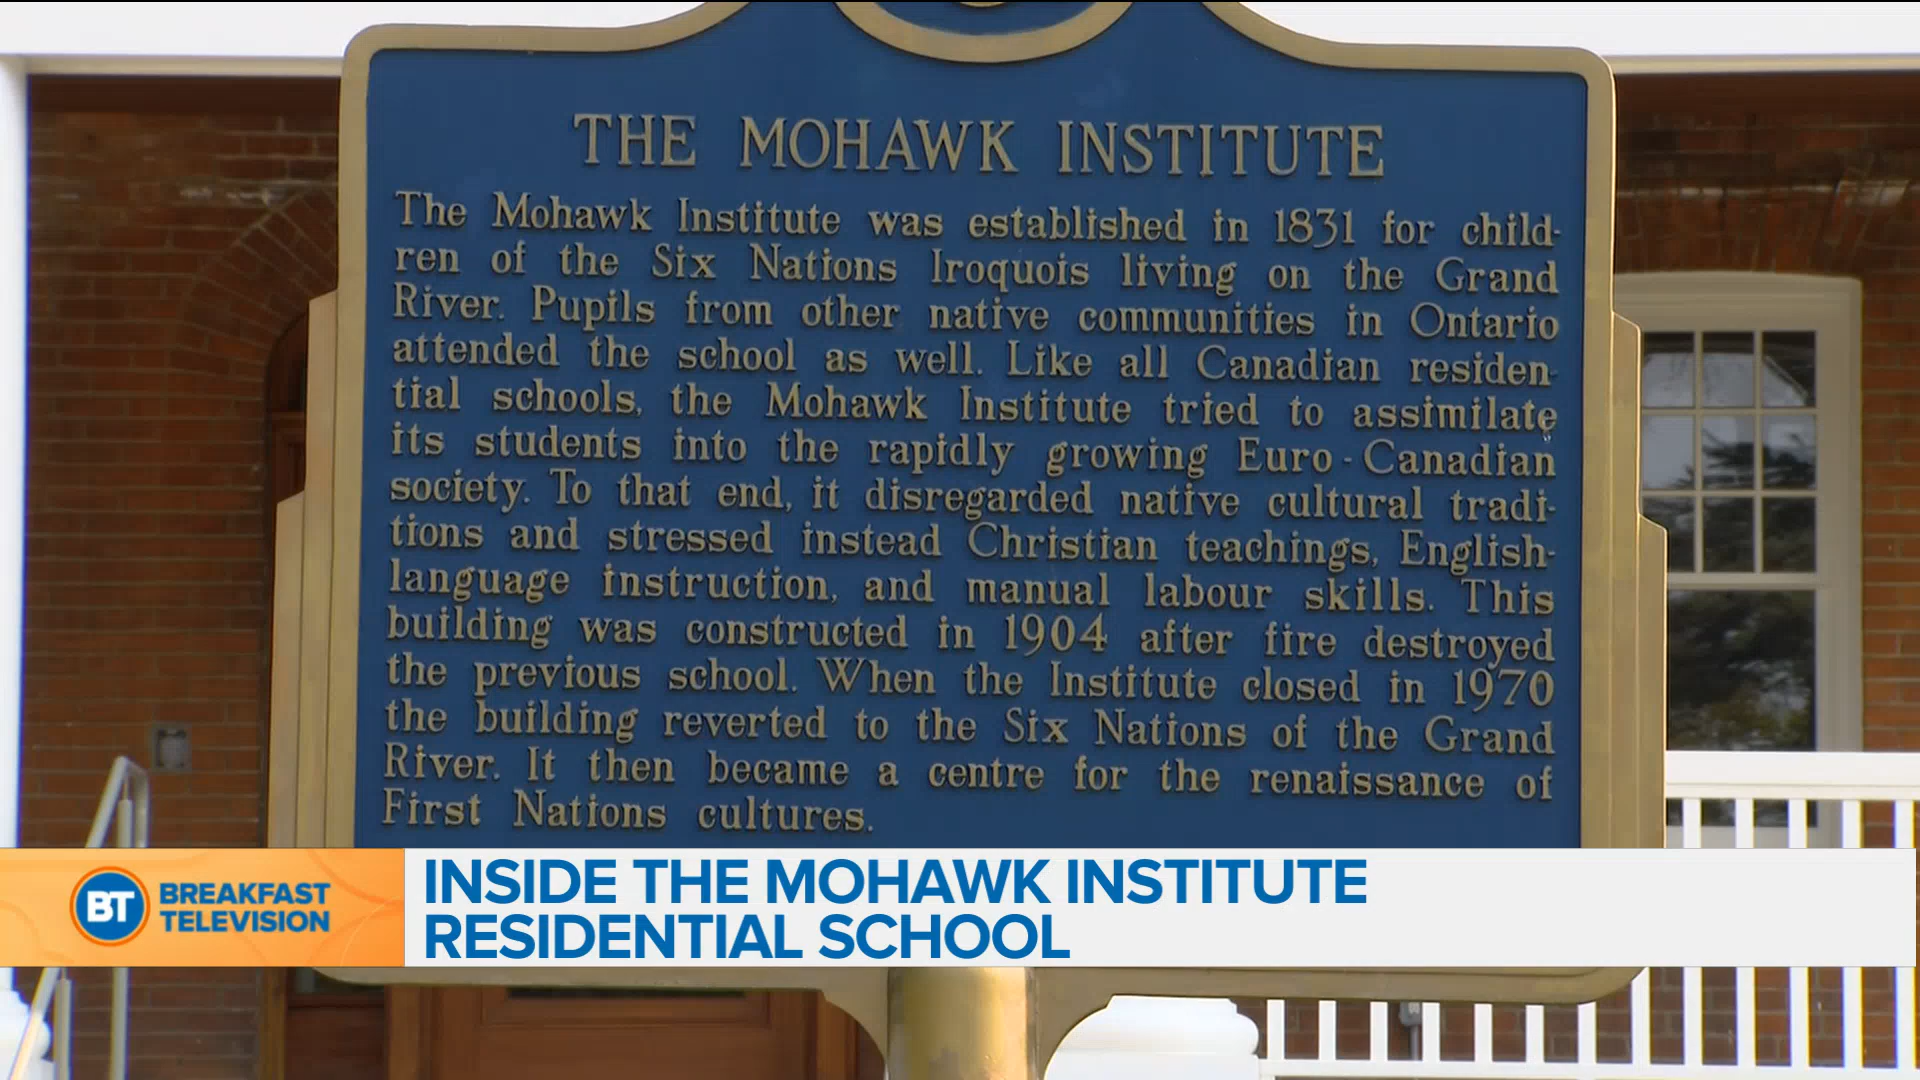 THE MOHAWK INSTITUTE
The Mohawk Institute was established in 1831 for child-
ren of the Six Nations Iroquois living on the Grand
River. Pupils from other native communities in Ontario
attended the school as well. Like all Canadian residen-
tial schools, the Mohawk Institute tried to assimilate
its students into the rapidly growing Euro-Canadian
society. To that end, it disregarded native cultural tradi-
tions and stressed instead Christian teachings, English-
language instruction, and manual labour skills. This
building was constructed in 1904 after fire destroyed
the previous school. When the Institute closed in 1970
the building reverted to the Six Nations of the Grand
River. It then became a centre for the renaissance of
First Nations cultures.
BT BREAKFAST
TELEVISION
INSIDE THE MOHAWK INSTITUTE
RESIDENTIAL SCHOOL